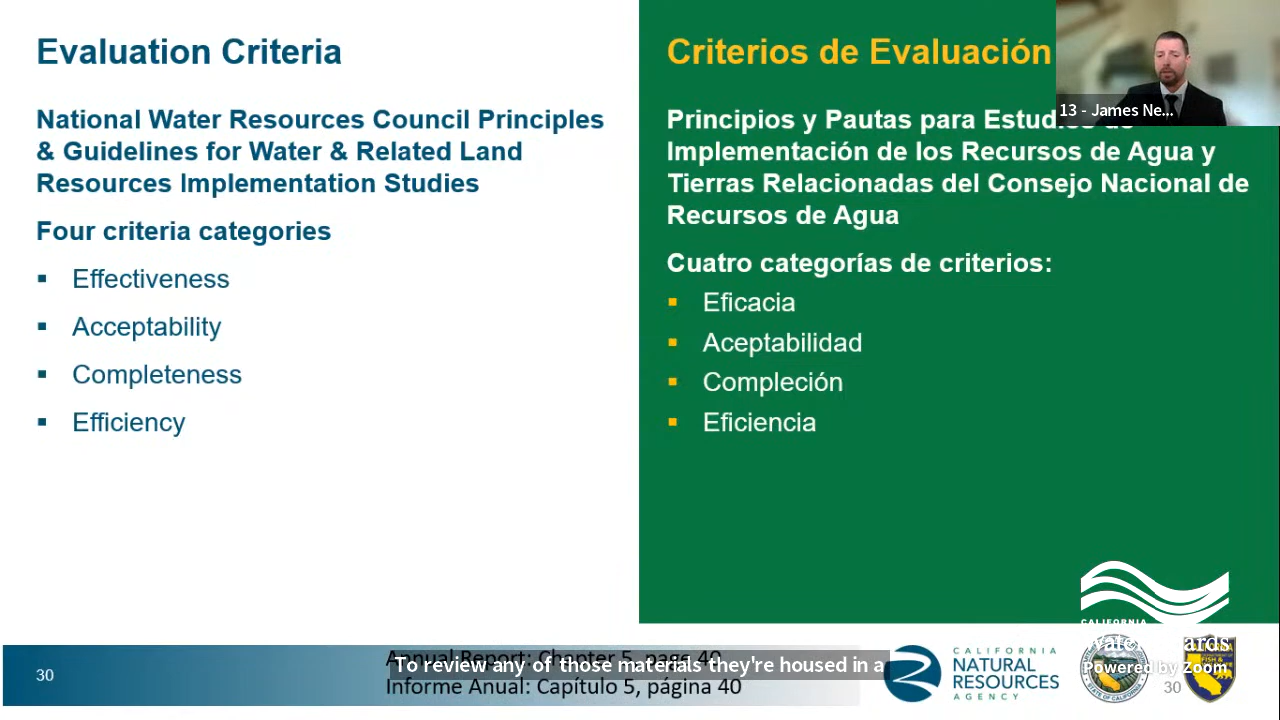 Evaluation Criteria
National Water Resources Council Principles
& Guidelines for Water & Related Land
Resources Implementation Studies
Four criteria categories
▪ Effectiveness
▪ Acceptability
▪ Completeness
▪ Efficiency
Criterios de Evaluación
13 - James Ne...
Principios y Pautas para Estudios de
Implementación de los Recursos de Agua y
Tierras Relacionadas del Consejo Nacional de
Recursos de Agua
Cuatro categorías de criterios:
▪ Eficacia
▪ Aceptabilidad
▪ Compleción
▪ Eficiencia
30
Annual Report: Chapter 5, page 40
To review any of those materials they're housed in a
Informe Anual: Capítulo 5, página 40
CALIFORNIA
NATURAL
RESOURCES
AGENCY
CALIFORNIA
Water Boards
Powered by Zoom
30